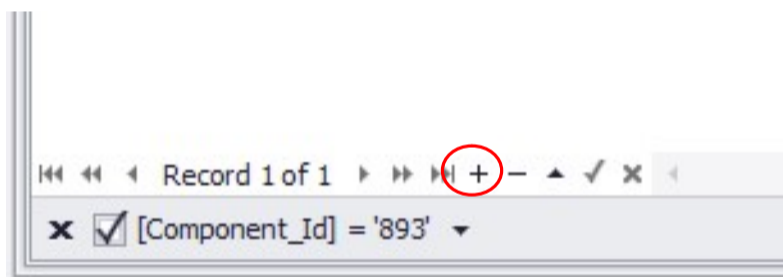 Record 1 of 1
[Component_Id] = '893'